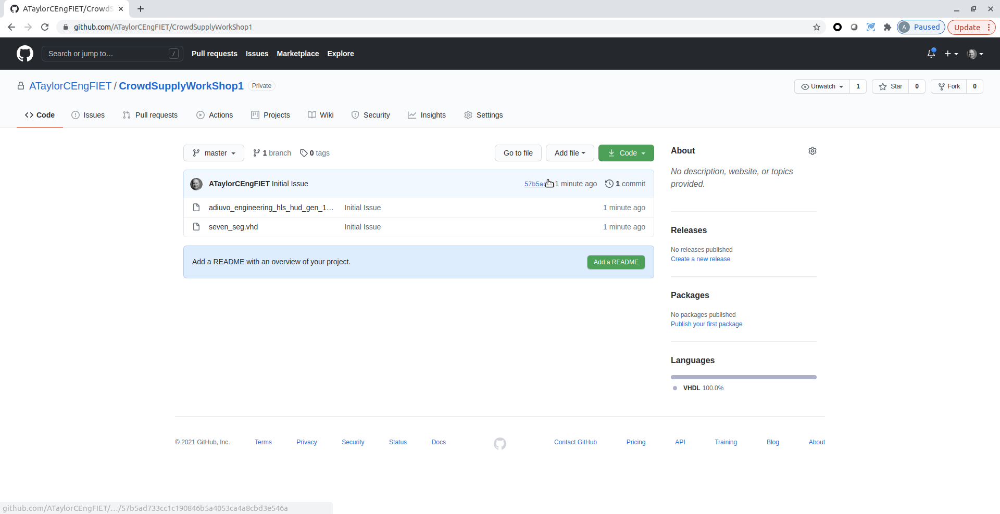 ATaylorCEngFIET/CrowdS
github.com/ATaylorCEngFIET/CrowdSupplyWorkShop1
A Paused
Update
Search or jump to… /
Pull requests Issues Marketplace Explore
ATaylorCEngFIET / CrowdSupplyWorkShop1 Private
Unwatch 1 Star 0 Fork 0
Code Issues Pull requests Actions Projects Wiki Security Insights Settings
master 1 branch 0 tags Go to file Add file Code
ATaylorCEngFIET Initial Issue 1 minute ago 1 commit
adiuvo_engineering_hls_hud_gen_1… Initial Issue 1 minute ago
seven_seg.vhd Initial Issue 1 minute ago
Add a README with an overview of your project. Add a README
About
No description, website, or topics
provided.
Releases
No releases published
Create a new release
Packages
No packages published
Publish your first package
Languages
VHDL 100.0%
© 2021 GitHub, Inc. Terms Privacy Security Status Docs Contact GitHub Pricing API Training Blog About
github.com/ATaylorCEngFIET/…/57b5ad733cc1c190846b5a4053ca4a8cbd3e546a